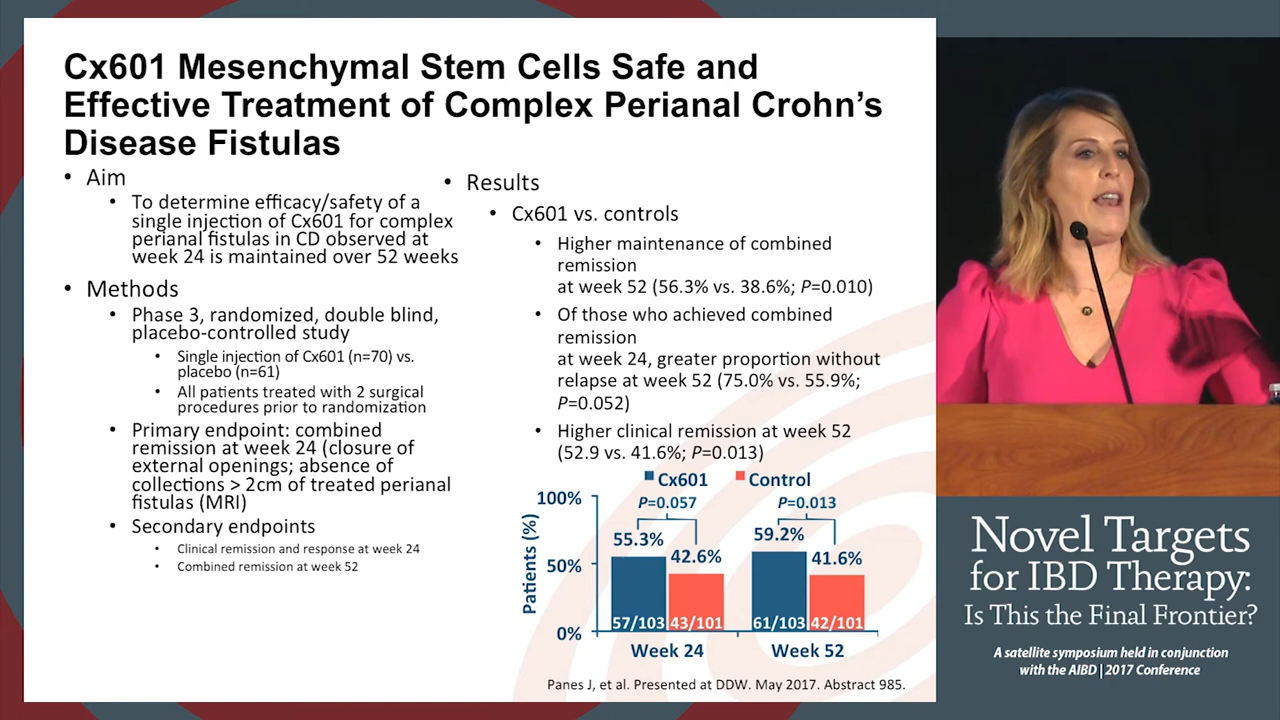 Cx601 Mesenchymal Stem Cells Safe and
Effective Treatment of Complex Perianal Crohn’s
Disease Fistulas
• Aim
• To determine efficacy/safety of a
single injection of Cx601 for complex
perianal fistulas in CD observed at
week 24 is maintained over 52 weeks
• Methods
• Phase 3, randomized, double blind,
placebo-controlled study
• Single injection of Cx601 (n=70) vs.
placebo (n=61)
• All patients treated with 2 surgical
procedures prior to randomization
• Primary endpoint: combined
remission at week 24 (closure of
external openings; absence of
collections > 2cm of treated perianal
fistulas (MRI)
• Secondary endpoints
• Clinical remission and response at week 24
• Combined remission at week 52
• Results
• Cx601 vs. controls
• Higher maintenance of combined
remission
at week 52 (56.3% vs. 38.6%; P=0.010)
• Of those who achieved combined
remission
at week 24, greater proportion without
relapse at week 52 (75.0% vs. 55.9%;
P=0.052)
• Higher clinical remission at week 52
(52.9 vs. 41.6%; P=0.013)
Cx601 Control
Patients (%)
100%
50%
0%
P=0.057 P=0.013
55.3% 42.6% 59.2% 41.6%
57/103 43/101 61/103 42/101
Week 24 Week 52
Panes J, et al. Presented at DDW. May 2017. Abstract 985.
Novel Targets
for IBD Therapy:
Is This the Final Frontier?
A satellite symposium held in conjunction
with the AIBD | 2017 Conference